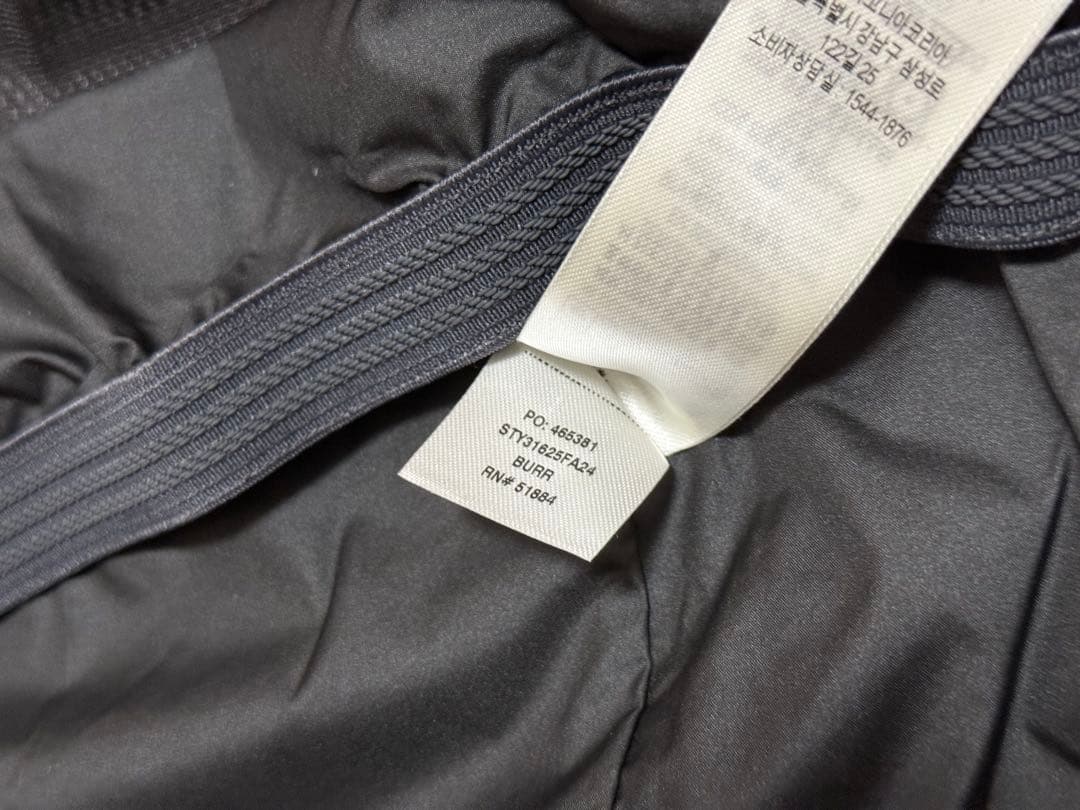 고니아코리아
특별시 강남구 삼성로
122길 25
소비자상담실 : 1544-1876
PO: 465381
STY31625FA24
BURR
RN# 51884